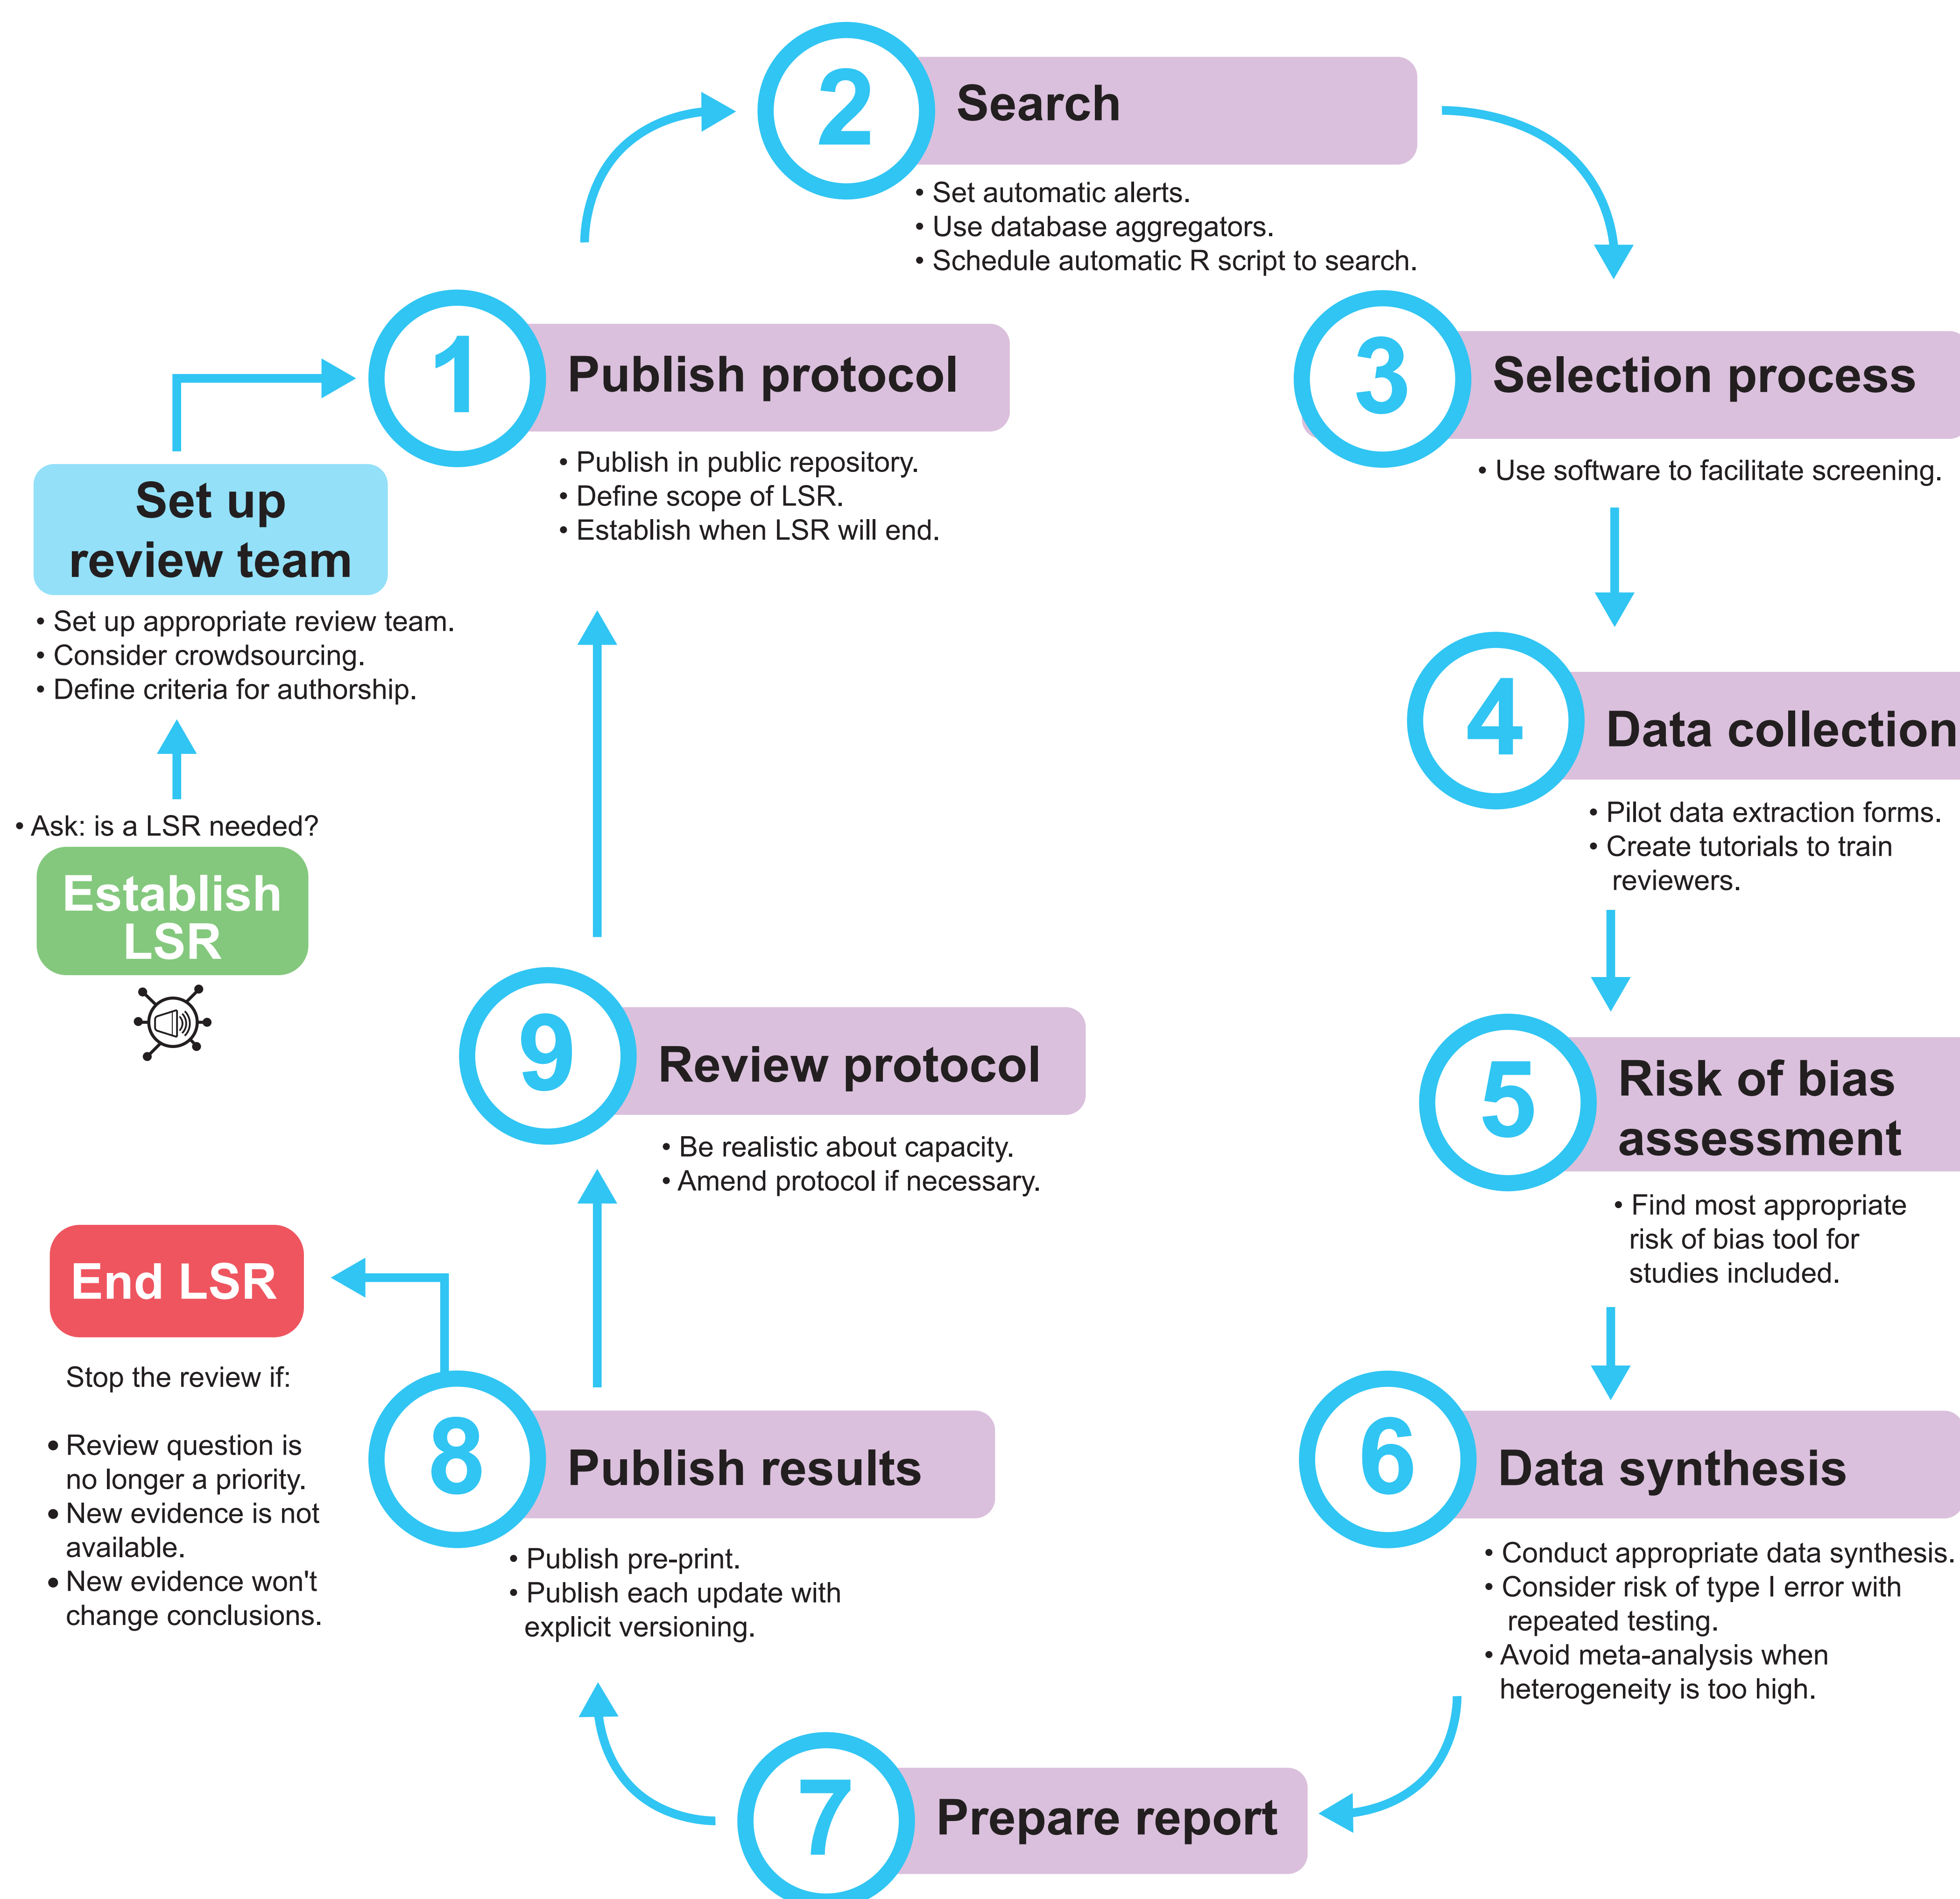 Establish
LSR
• Ask: is a LSR needed?
Set up
review team
• Set up appropriate review team.
• Consider crowdsourcing.
• Define criteria for authorship.
1
Publish protocol
• Publish in public repository.
• Define scope of LSR.
• Establish when LSR will end.
2
Search
• Set automatic alerts.
• Use database aggregators.
• Schedule automatic R script to search.
3
Selection process
• Use software to facilitate screening.
4
Data collection
• Pilot data extraction forms.
• Create tutorials to train
reviewers.
5
Risk of bias
assessment
• Find most appropriate
risk of bias tool for
studies included.
6
Data synthesis
• Conduct appropriate data synthesis.
• Consider risk of type I error with
repeated testing.
• Avoid meta-analysis when
heterogeneity is too high.
7
Prepare report
8
Publish results
• Publish pre-print.
• Publish each update with
explicit versioning.
9
Review protocol
• Be realistic about capacity.
• Amend protocol if necessary.
End LSR
Stop the review if:
• Review question is
no longer a priority.
• New evidence is not
available.
• New evidence won't
change conclusions.